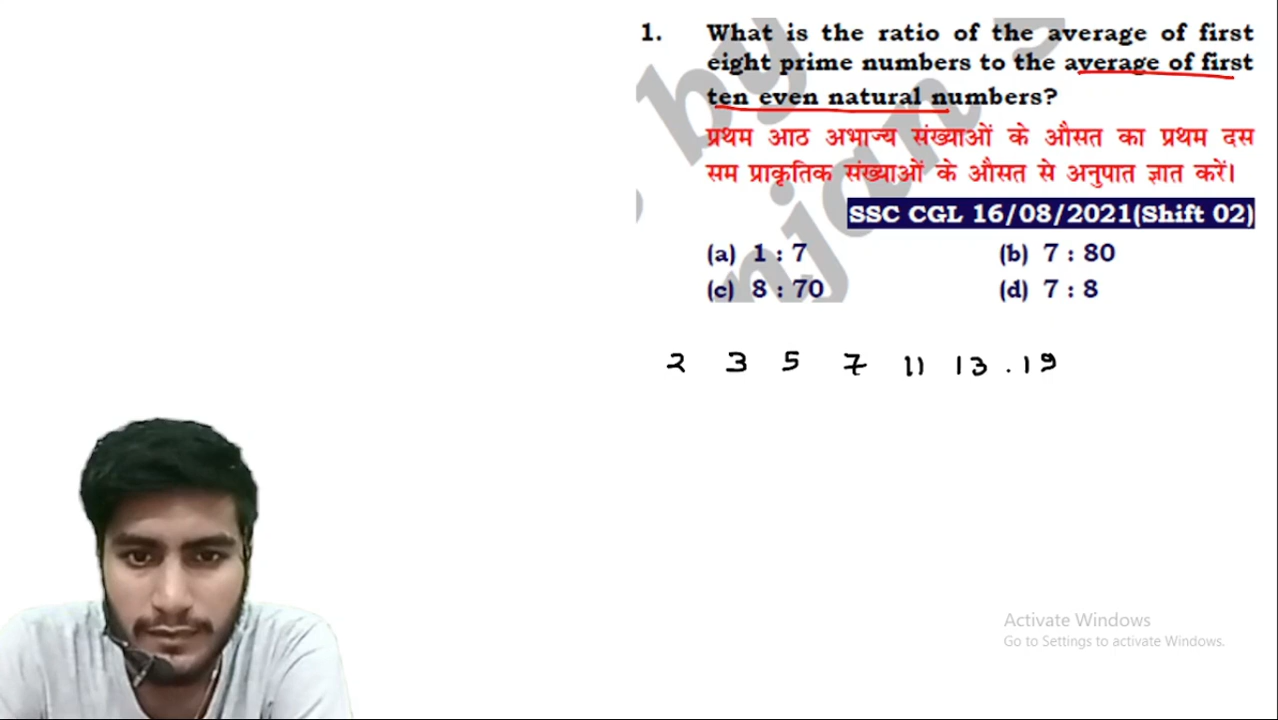 1. What is the ratio of the average of first
eight prime numbers to the average of first
ten even natural numbers?
प्रथम आठ अभाज्य संख्याओं के औसत का प्रथम दस
सम प्राकृतिक संख्याओं के औसत से अनुपात ज्ञात करें।
SSC CGL 16/08/2021(Shift 02)
(a) 1 : 7 (b) 7 : 80
(c) 8 : 70 (d) 7 : 8
2 3 5 7 11 13 . 19
Activate Windows
Go to Settings to activate Windows.